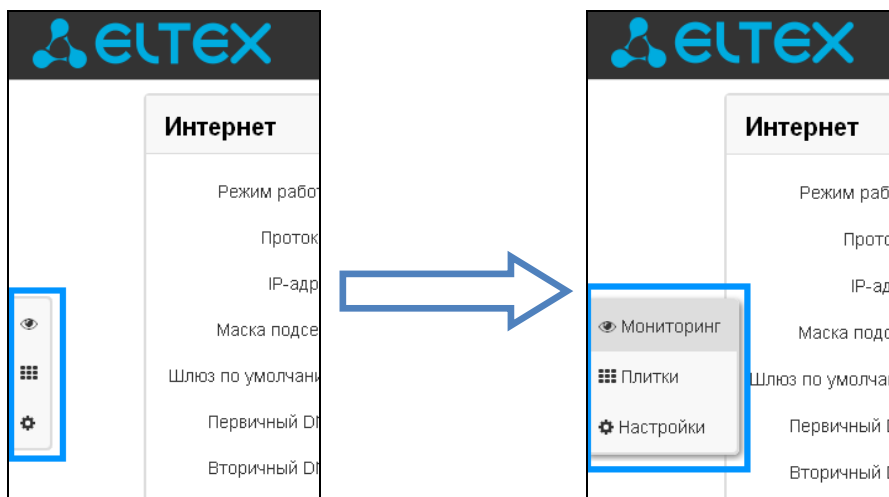 ELTEX
Интернет
Режим рабо
Проток
IP-адр
Маска подсе
Шлюз по умолчани
Первичный
Вторичный
ELTEX
Интернет
Режим раб
Прото
IP-ад
Мониторинг
Маска подс
Плитки
Шлюз по умолча
Настройки
Первичный
Вторичный